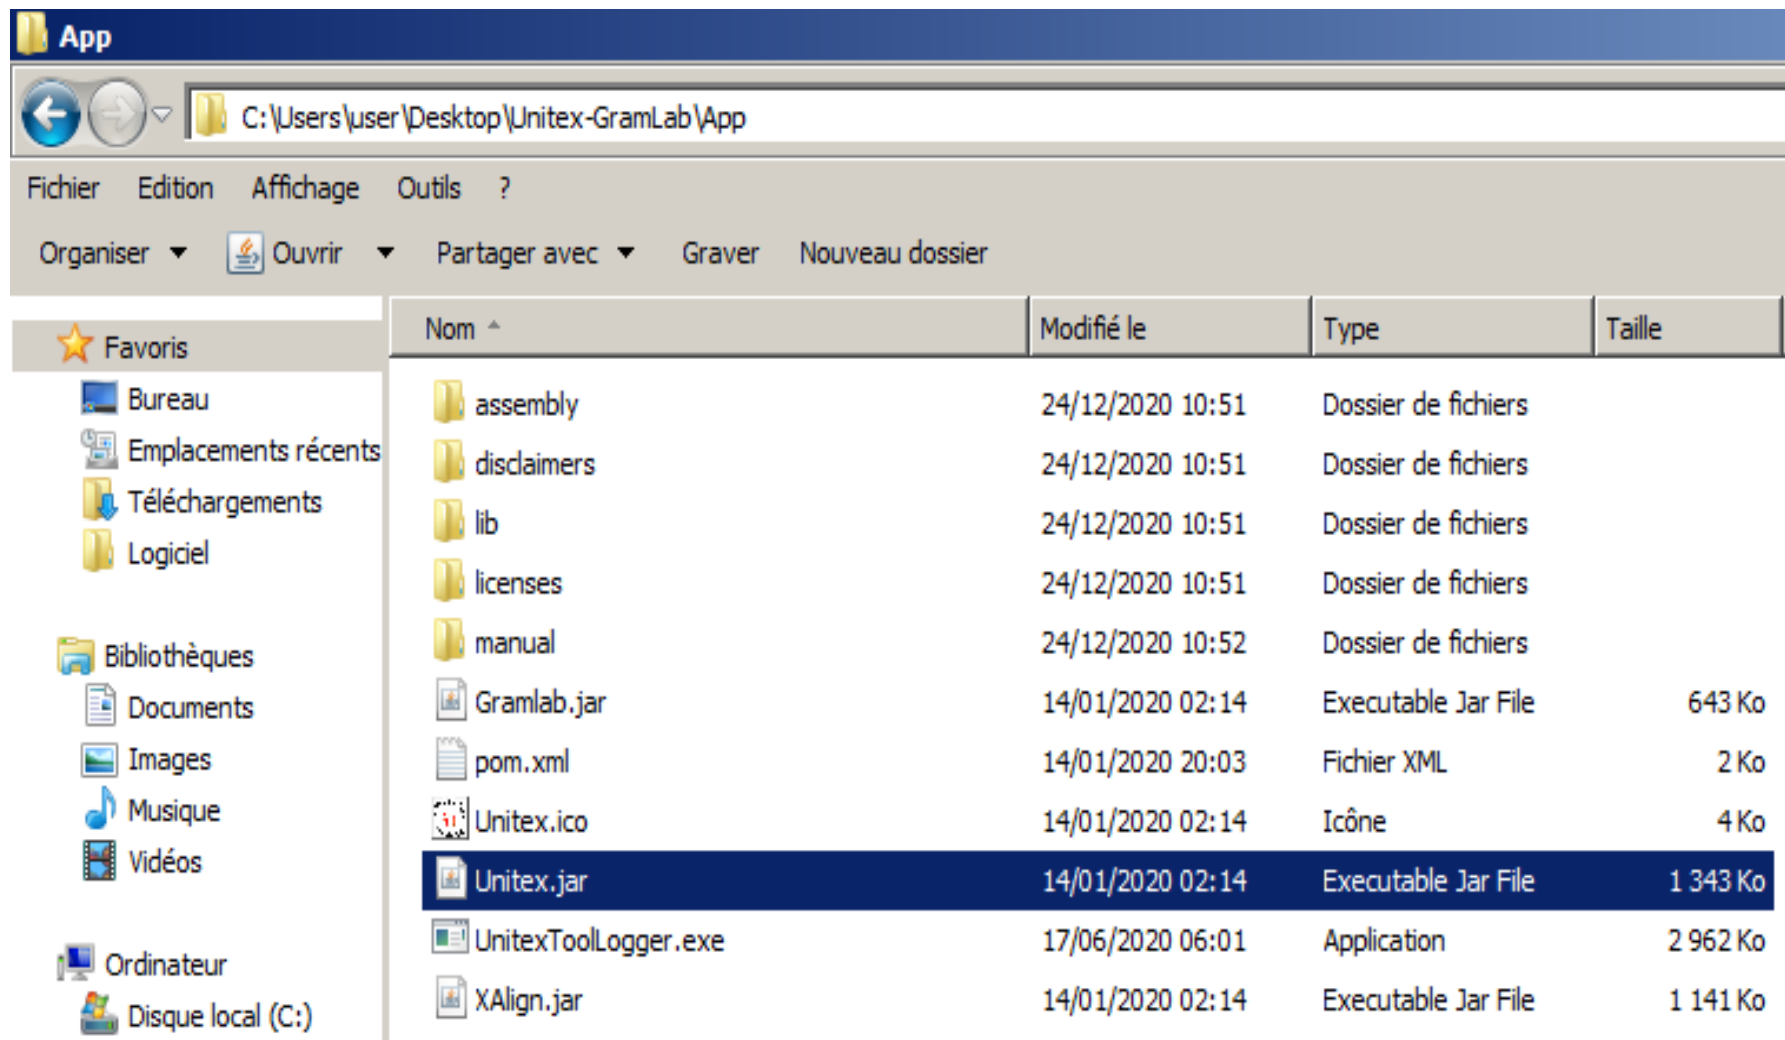 App
C:\Users\user\Desktop\Unitex-GramLab\App
Fichier Edition Affichage Outils ?
Organiser Ouvrir Partager avec Graver Nouveau dossier
Favoris
Bureau
Emplacements récents
Téléchargements
Logiciel
Bibliothèques
Documents
Images
Musique
Vidéos
Ordinateur
Disque local (C:)
Nom Modifié le Type Taille
assembly 24/12/2020 10:51 Dossier de fichiers
disclaimers 24/12/2020 10:51 Dossier de fichiers
lib 24/12/2020 10:51 Dossier de fichiers
licenses 24/12/2020 10:51 Dossier de fichiers
manual 24/12/2020 10:52 Dossier de fichiers
Gramlab.jar 14/01/2020 02:14 Executable Jar File 643 Ko
pom.xml 14/01/2020 20:03 Fichier XML 2 Ko
Unitex.ico 14/01/2020 02:14 Icône 4 Ko
Unitex.jar 14/01/2020 02:14 Executable Jar File 1 343 Ko
UnitexToolLogger.exe 17/06/2020 06:01 Application 2 962 Ko
XAlign.jar 14/01/2020 02:14 Executable Jar File 1 141 Ko